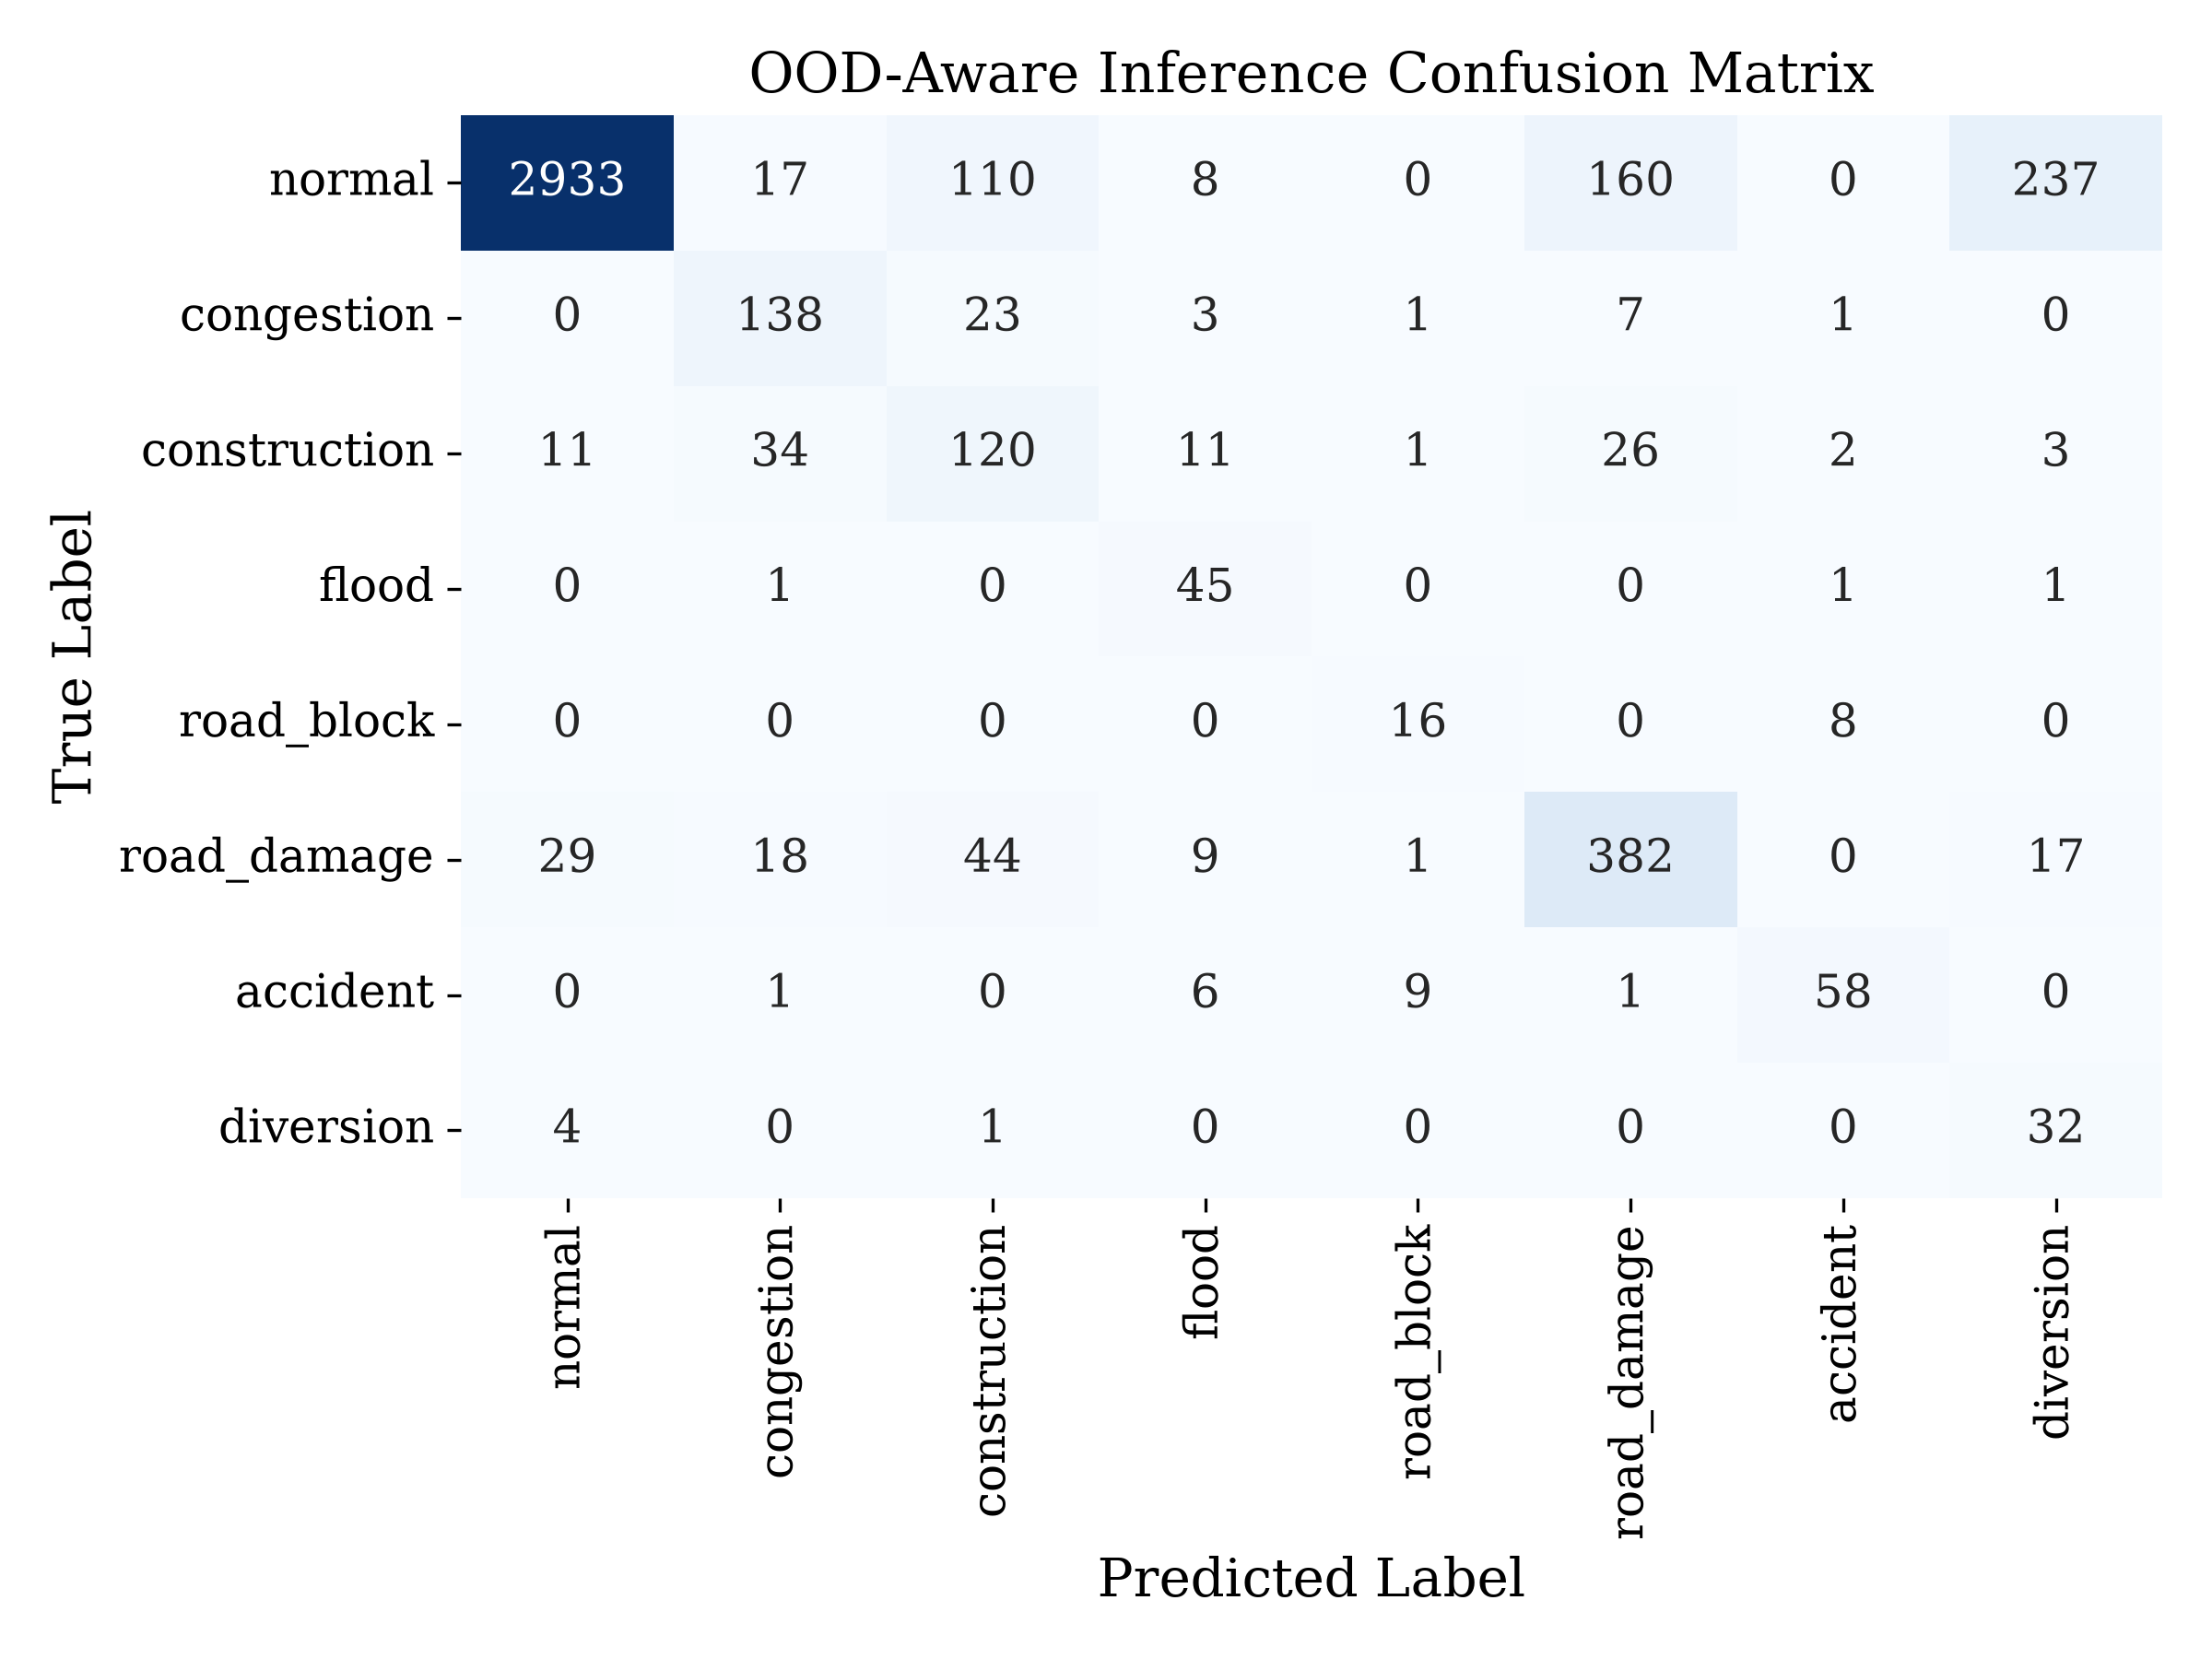 OOD-Aware Inference Confusion Matrix
normal 2933 17 110 8 0 160 0 237
congestion 0 138 23 3 1 7 1 0
construction 11 34 120 11 1 26 2 3
flood 0 1 0 45 0 0 1 1
road_block 0 0 0 0 16 0 8 0
road_damage 29 18 44 9 1 382 0 17
accident 0 1 0 6 9 1 58 0
diversion 4 0 1 0 0 0 0 32
True Label
normal congestion construction flood road_block road_damage accident diversion
Predicted Label